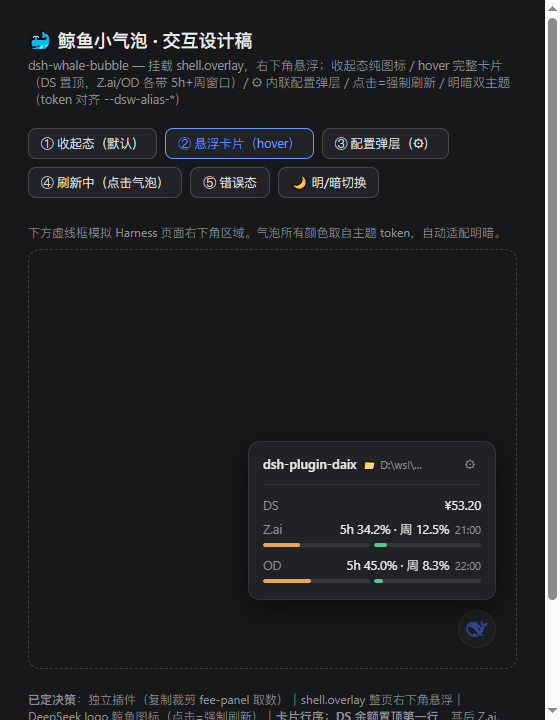 🐳 鲸鱼小气泡 · 交互设计稿
dsh-whale-bubble — 挂载 shell.overlay，右下角悬浮；收起态纯图标 / hover 完整卡片
（DS 置顶，Z.ai/OD 各带 5h+周窗口）/ ⚙ 内联配置弹层 / 点击=强制刷新 / 明暗双主题
（token 对齐 --dsw-alias-*)
① 收起态（默认） ② 悬浮卡片（hover） ③ 配置弹层（⚙）
④ 刷新中（点击气泡） ⑤ 错误态 🌙 明/暗切换
下方虚线框模拟 Harness 页面右下角区域。气泡所有颜色取自主题 token，自动适配明暗。
dsh-plugin-daix 📁 D:\wsl\... ⚙
DS ¥53.20
Z.ai 5h 34.2% · 周 12.5% 21:00
OD 5h 45.0% · 周 8.3% 22:00
已定决策：独立插件（复制裁剪 fee-panel 取数）｜shell.overlay 整页右下角悬浮｜
DeepSeek logo 鲸鱼图标（点击=强制刷新）｜卡片行序：DS 余额置顶第一行，其后 Z.ai、